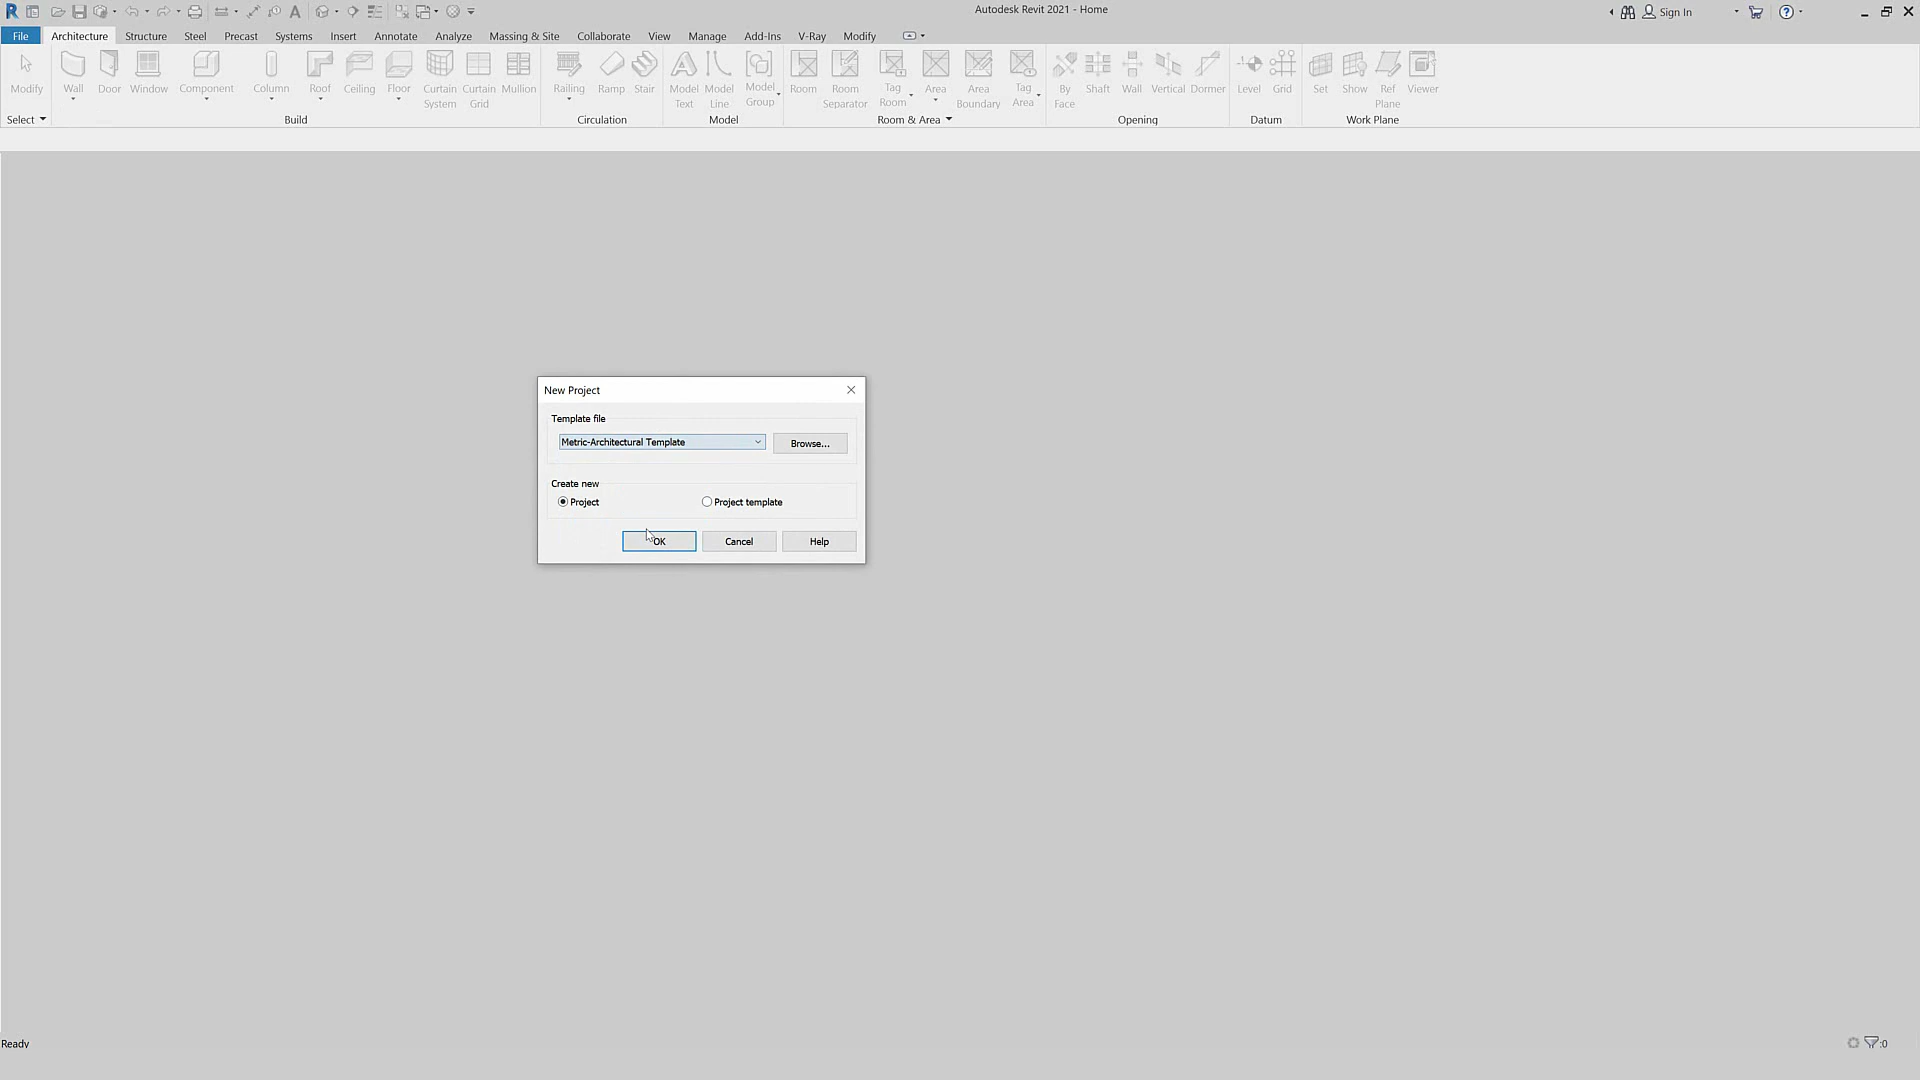 Autodesk Revit 2021 - Home
Sign In
File Architecture Structure Steel Precast Systems Insert Annotate Analyze Massing & Site Collaborate View Manage Add-Ins V-Ray Modify
Modify Wall Door Window Component Column Roof Ceiling Floor Curtain System Curtain Grid Mullion Railing Ramp Stair Model Text Model Line Model Group Room Room Separator Tag Room Area Area Boundary Tag Area By Face Shaft Wall Vertical Dormer Level Grid Set Show Ref Plane Viewer
Select Build Circulation Model Room & Area Opening Datum Work Plane
New Project
Template file
Metric-Architectural Template Browse...
Create new
Project Project template
OK Cancel Help
Ready :0